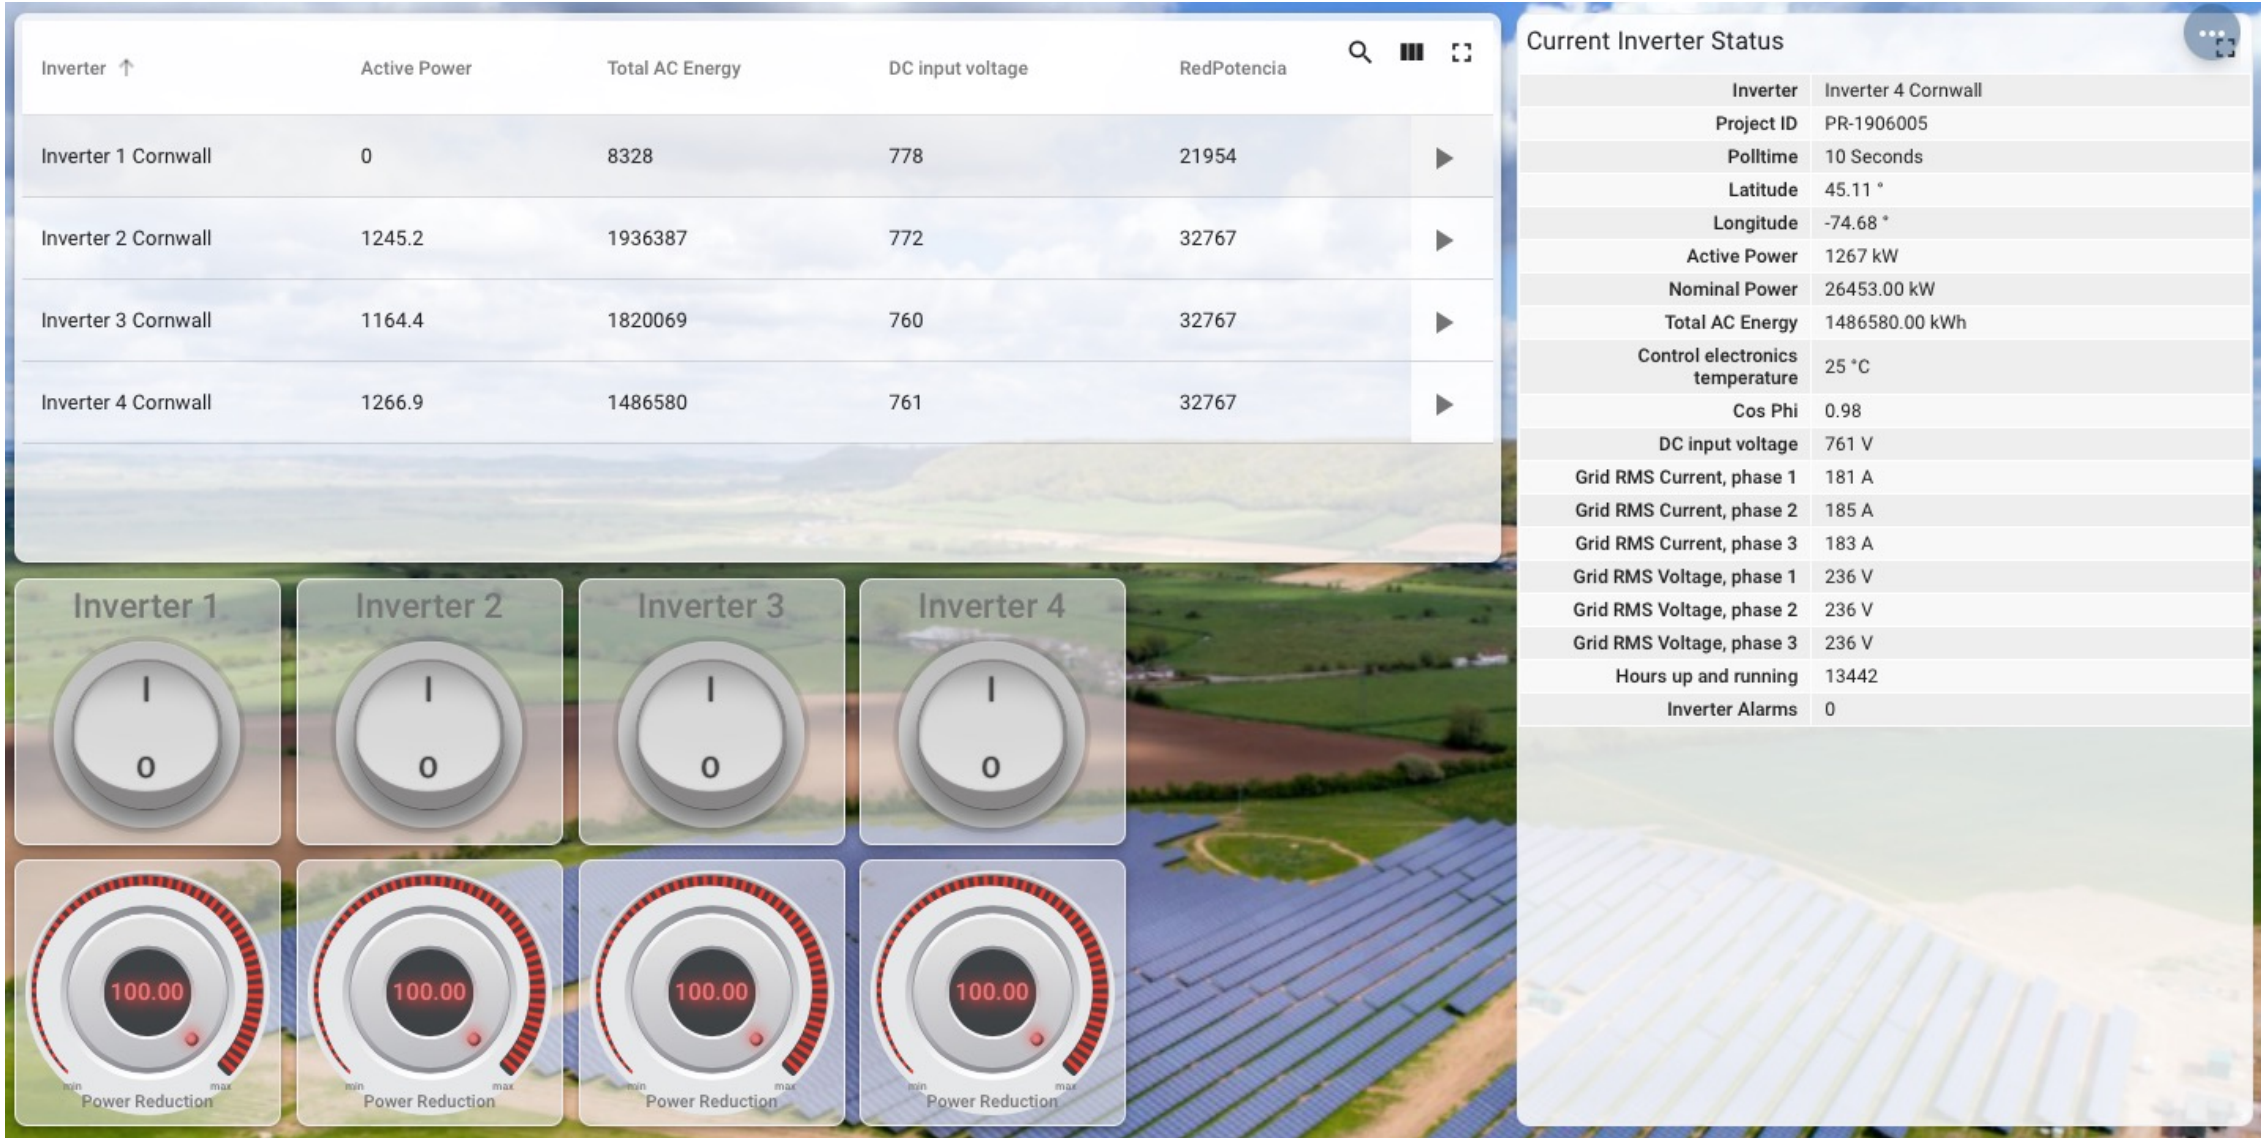 Inverter Active Power Total AC Energy DC input voltage RedPotencia
Inverter 1 Cornwall 0 8328 778 21954
Inverter 2 Cornwall 1245.2 1936387 772 32767
Inverter 3 Cornwall 1164.4 1820069 760 32767
Inverter 4 Cornwall 1266.9 1486580 761 32767
Inverter 1 Inverter 2 Inverter 3 Inverter 4
I I I I
O O O O
100.00 100.00 100.00 100.00
min max min max min max min max
Power Reduction Power Reduction Power Reduction Power Reduction
Current Inverter Status
Inverter Inverter 4 Cornwall
Project ID PR-1906005
Polltime 10 Seconds
Latitude 45.11 °
Longitude -74.68 °
Active Power 1267 kW
Nominal Power 26453.00 kW
Total AC Energy 1486580.00 kWh
Control electronics
temperature 25 °C
Cos Phi 0.98
DC input voltage 761 V
Grid RMS Current, phase 1 181 A
Grid RMS Current, phase 2 185 A
Grid RMS Current, phase 3 183 A
Grid RMS Voltage, phase 1 236 V
Grid RMS Voltage, phase 2 236 V
Grid RMS Voltage, phase 3 236 V
Hours up and running 13442
Inverter Alarms 0